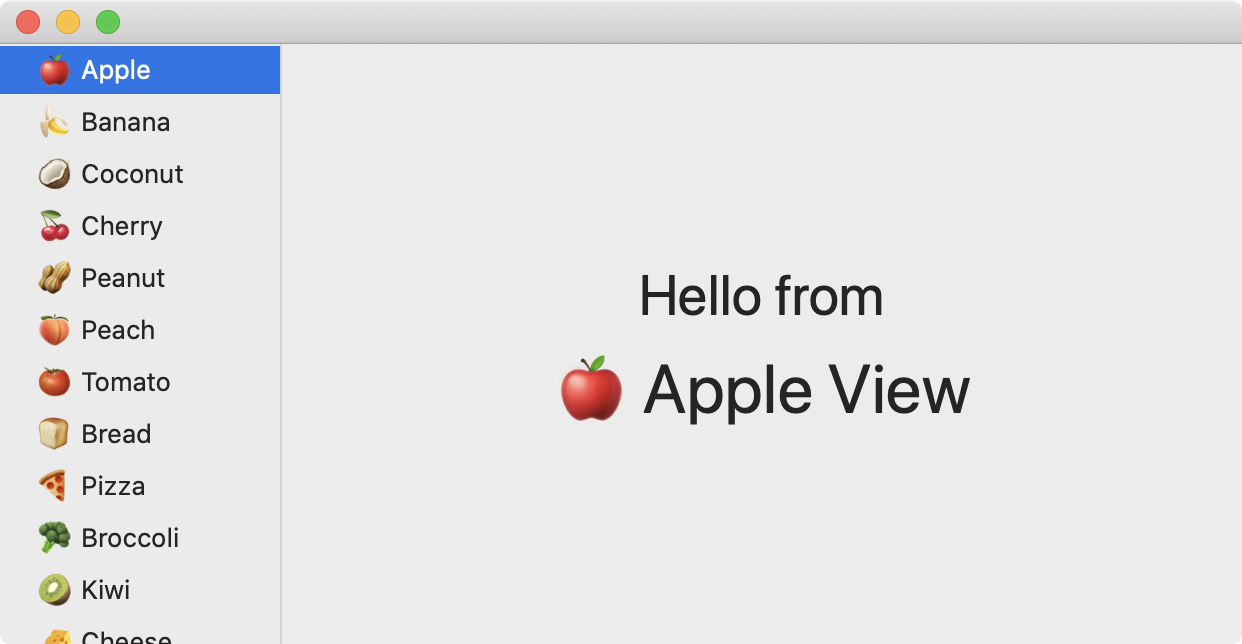 Apple
Banana
Coconut
Cherry
Peanut
Peach
Tomato
Bread
Pizza
Broccoli
Kiwi
Cheese
Hello from
Apple View